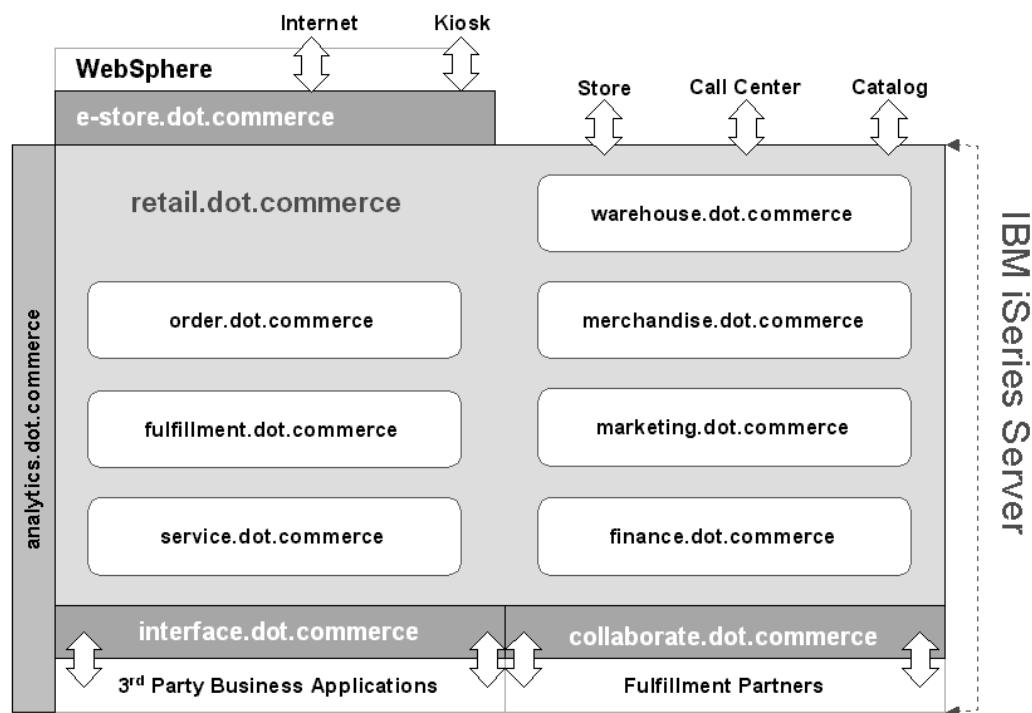 Internet
Kiosk
WebSphere
Store
Call Center
Catalog
e-store.dot.commerce
retail.dot.commerce
warehouse.dot.commerce
order.dot.commerce
merchandise.dot.commerce
fulfillment.dot.commerce
marketing.dot.commerce
service.dot.commerce
finance.dot.commerce
analytics.dot.commerce
IBM iSeries Server
interface.dot.commerce
collaborate.dot.commerce
3rd Party Business Applications
Fulfillment Partners